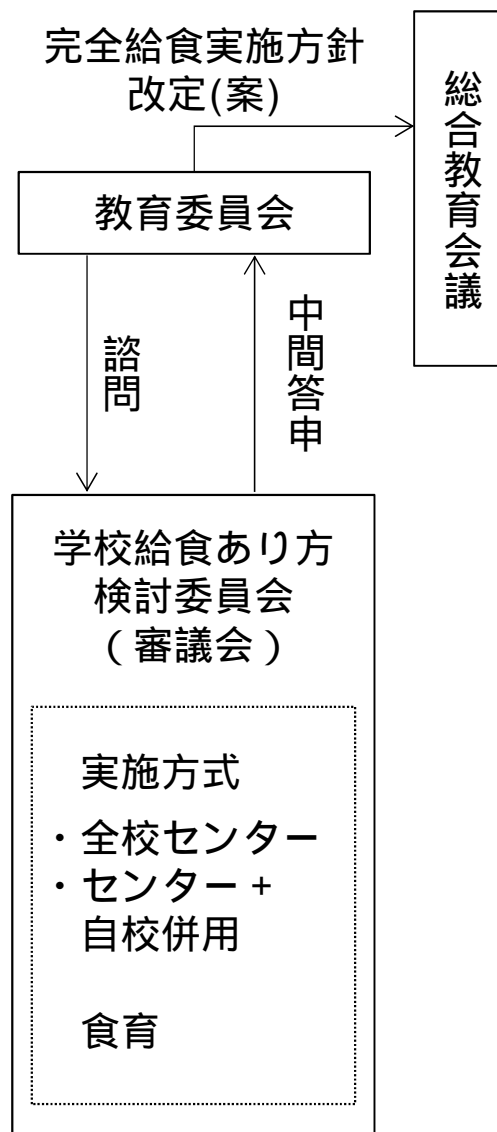 完全給食実施方針
改定(案)
総合教育会議
教育委員会
諮問
中間答申
学校給食あり方
検討委員会
（審議会）
実施方式
・全校センター
・センター+
自校併用
食育